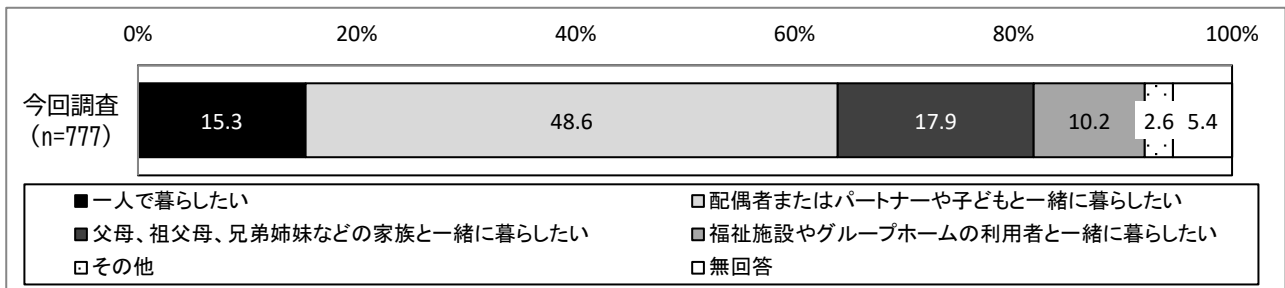 0% 20% 40% 60% 80% 100%
今回調査
(n=777)
15.3 48.6 17.9 10.2 2.6 5.4
■一人で暮らしたい □配偶者またはパートナーや子どもと一緒に暮らしたい
■父母、祖父母、兄弟姉妹などの家族と一緒に暮らしたい ■福祉施設やグループホームの利用者と一緒に暮らしたい
□その他 □無回答